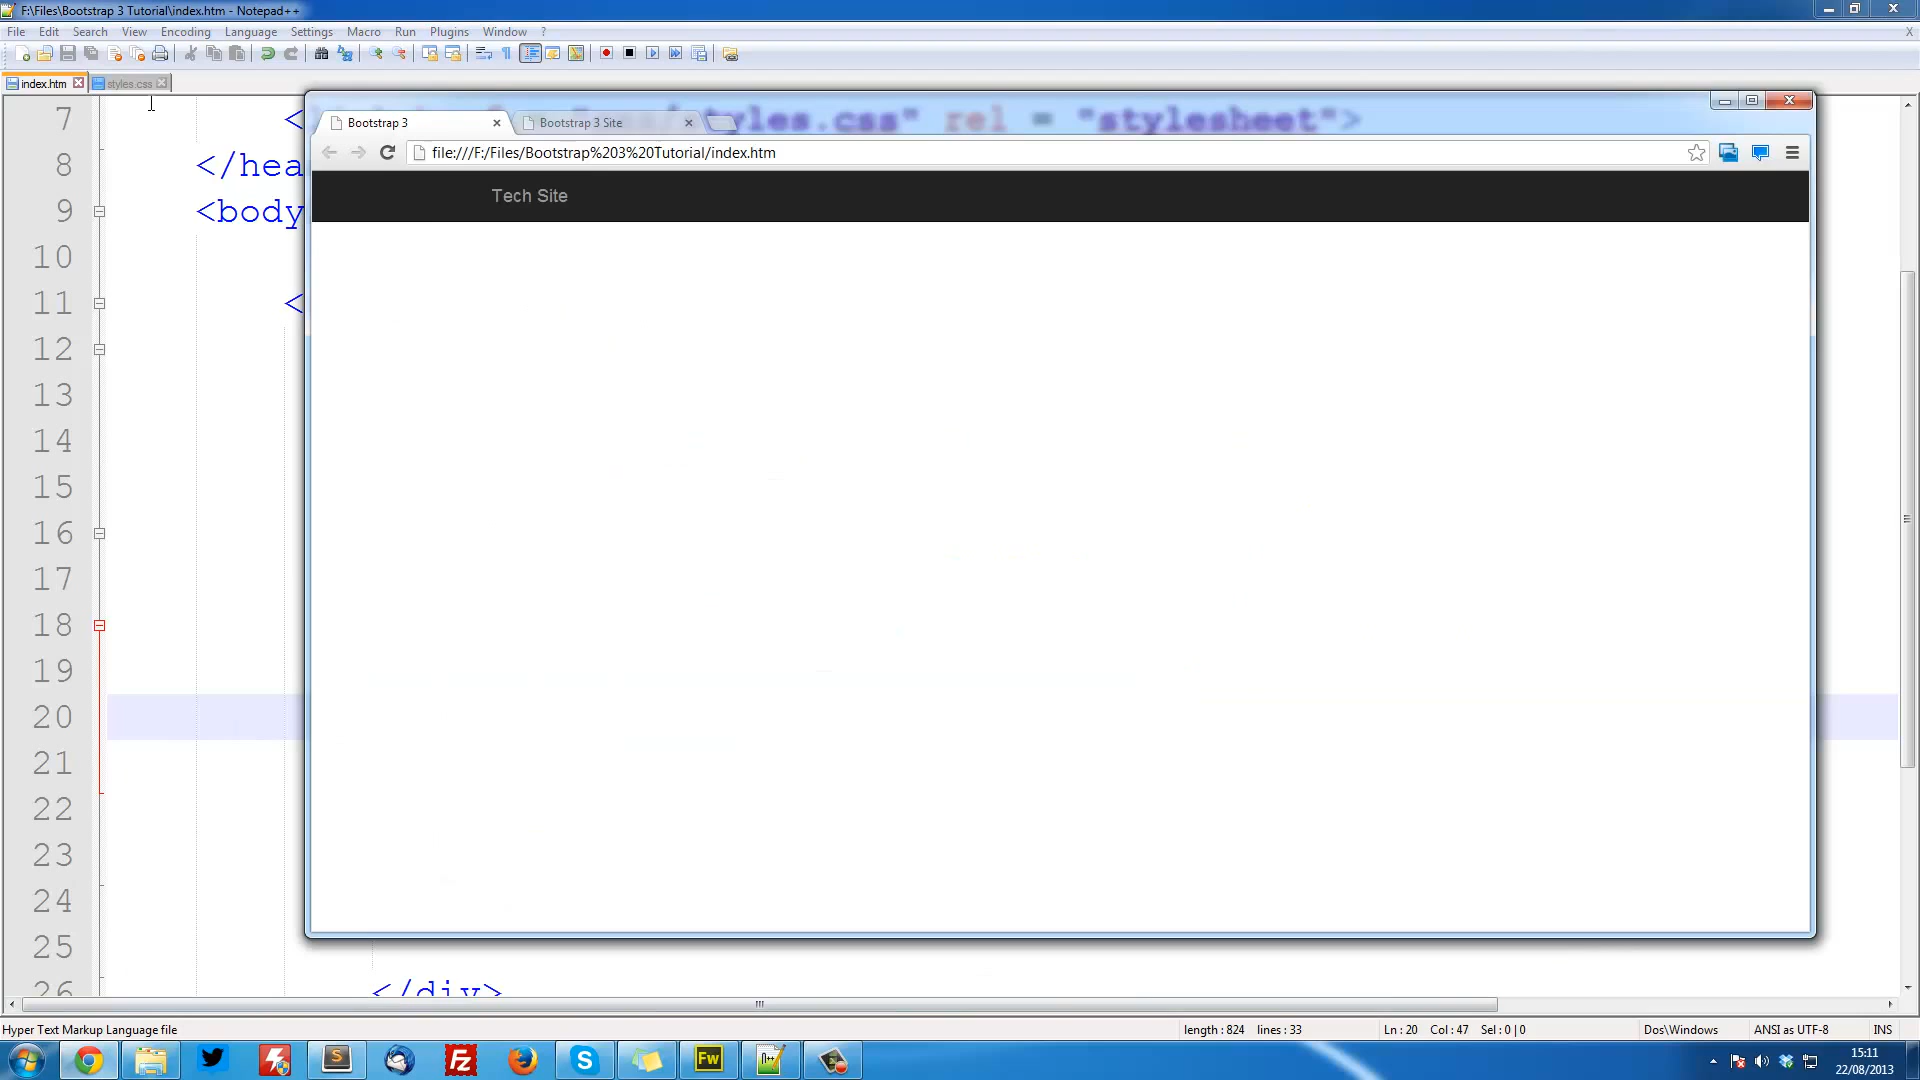 F:\Files\Bootstrap 3 Tutorial\index.htm - Notepad++
File Edit Search View Encoding Language Settings Macro Run Plugins Window ? X
index.htm styles.css
7 < styles.css" rel = "stylesheet">
Bootstrap 3 Bootstrap 3 Site
file:///F:/Files/Bootstrap%203%20Tutorial/index.htm
8 </hea
Tech Site
9 <body
10
11 <
12
13
14
15
16
17
18
19
20
21
22
23
24
25
26 </div>
Hyper Text Markup Language file length : 824 lines : 33 Ln : 20 Col : 47 Sel : 0 | 0 Dos\Windows ANSI as UTF-8 INS
Fz S Fw
15:11
22/08/2013